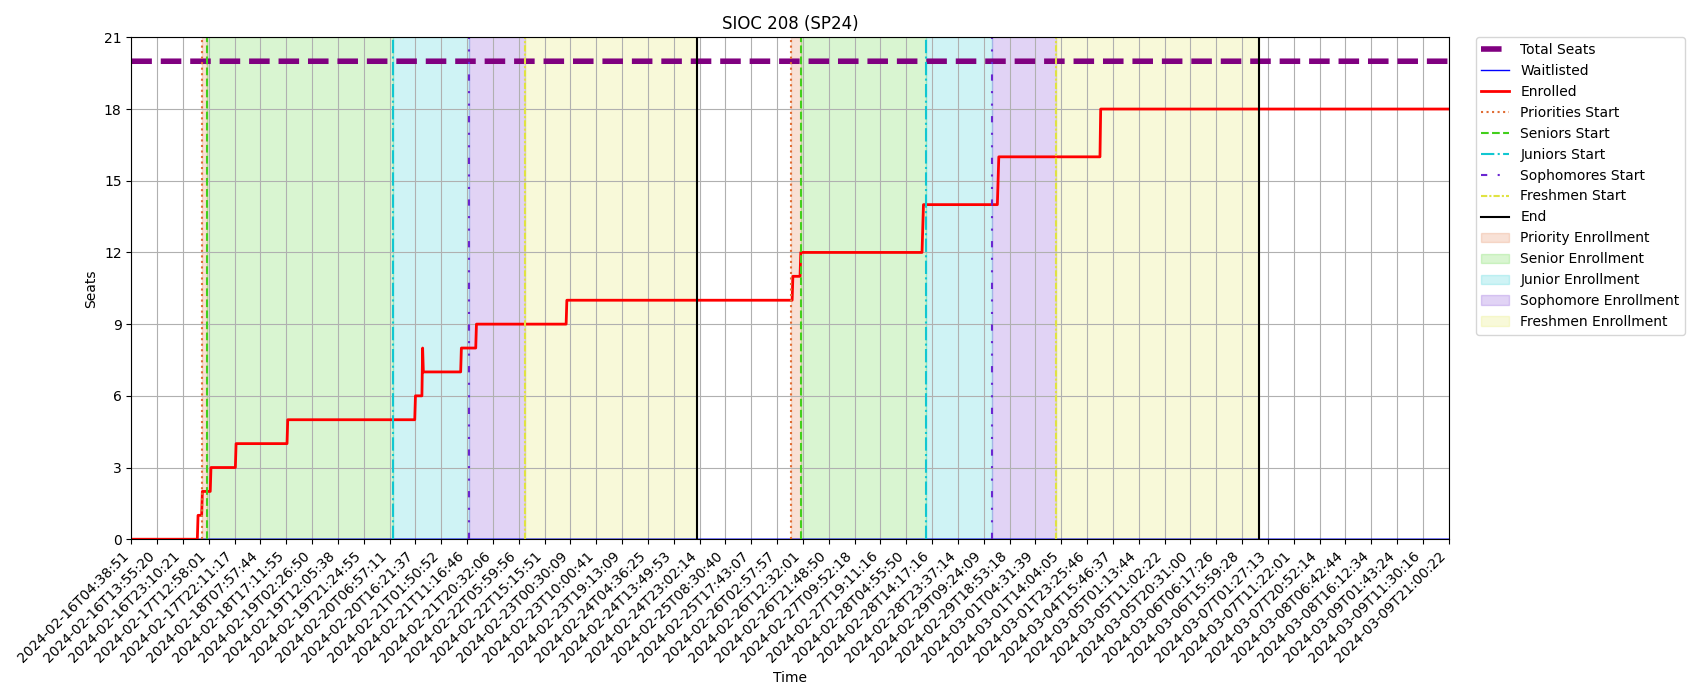 SIOC 208 (SP24)
Seats
21
18
15
12
9
6
3
0
2024-02-16T04:38:51
2024-02-16T13:55:20
2024-02-16T23:10:21
2024-02-17T12:58:01
2024-02-17T22:11:17
2024-02-18T07:57:44
2024-02-18T17:11:55
2024-02-19T02:26:50
2024-02-19T12:05:38
2024-02-19T21:24:55
2024-02-20T06:57:11
2024-02-20T16:21:37
2024-02-21T01:50:52
2024-02-21T11:16:46
2024-02-21T20:32:06
2024-02-22T05:59:56
2024-02-22T15:15:51
2024-02-23T00:30:09
2024-02-23T10:00:41
2024-02-23T19:13:09
2024-02-24T04:36:25
2024-02-24T13:49:53
2024-02-24T23:02:14
2024-02-25T08:30:40
2024-02-25T17:43:07
2024-02-26T02:57:57
2024-02-26T12:32:01
2024-02-26T21:48:50
2024-02-27T09:52:18
2024-02-27T19:11:16
2024-02-28T04:55:50
2024-02-28T14:17:16
2024-02-28T23:37:14
2024-02-29T09:24:09
2024-02-29T18:53:18
2024-03-01T04:31:39
2024-03-01T14:04:05
2024-03-01T23:25:46
2024-03-04T15:46:37
2024-03-05T01:13:44
2024-03-05T11:02:22
2024-03-05T20:31:00
2024-03-06T06:17:26
2024-03-06T15:59:28
2024-03-07T01:27:13
2024-03-07T11:22:01
2024-03-07T20:52:14
2024-03-08T06:42:44
2024-03-08T16:12:34
2024-03-09T01:43:24
2024-03-09T11:30:16
2024-03-09T21:00:22
Time
Total Seats
Waitlisted
Enrolled
Priorities Start
Seniors Start
Juniors Start
Sophomores Start
Freshmen Start
End
Priority Enrollment
Senior Enrollment
Junior Enrollment
Sophomore Enrollment
Freshmen Enrollment